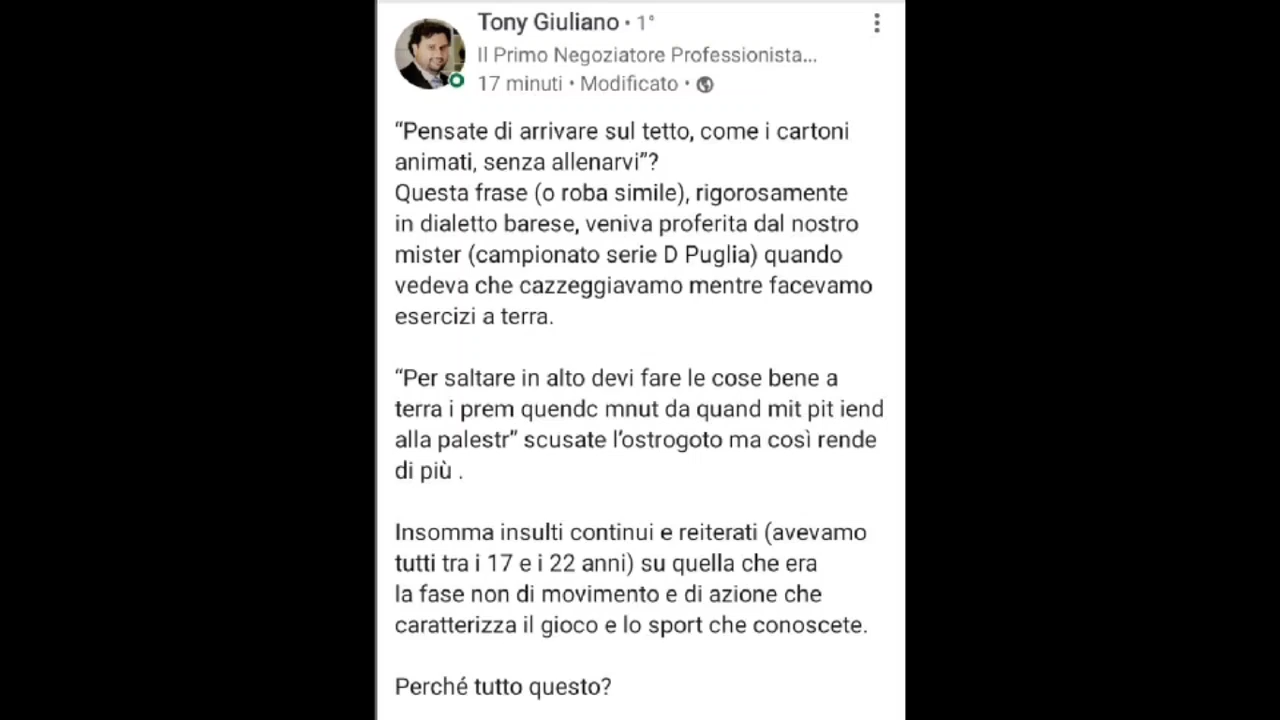 Tony Giuliano • 1°
Il Primo Negoziatore Professionista...
17 minuti • Modificato •
“Pensate di arrivare sul tetto, come i cartoni
animati, senza allenarvi”?
Questa frase (o roba simile), rigorosamente
in dialetto barese, veniva proferita dal nostro
mister (campionato serie D Puglia) quando
vedeva che cazzeggiavamo mentre facevamo
esercizi a terra.
“Per saltare in alto devi fare le cose bene a
terra i prem quendc mnut da quand mit pit iend
alla palestr” scusate l’ostrogoto ma così rende
di più .
Insomma insulti continui e reiterati (avevamo
tutti tra i 17 e i 22 anni) su quella che era
la fase non di movimento e di azione che
caratterizza il gioco e lo sport che conoscete.
Perché tutto questo?